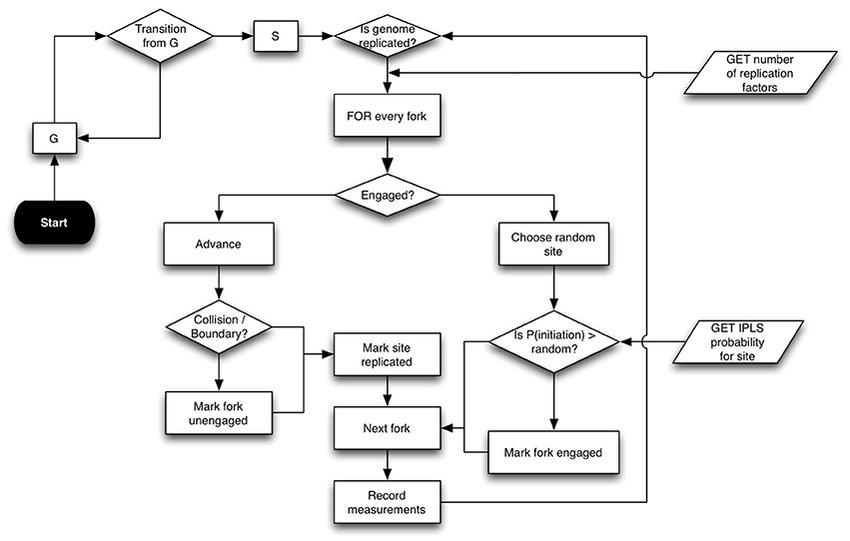 Transition
from G
S
Is genome
replicated?
GET number
of replication
factors
FOR every fork
G
Engaged?
Start
Advance
Choose random
site
Collision /
Boundary?
Is P(initiation) >
random?
GET IPLS
probability
for site
Mark site
replicated
Mark fork
unengaged
Next fork
Mark fork engaged
Record
measurements